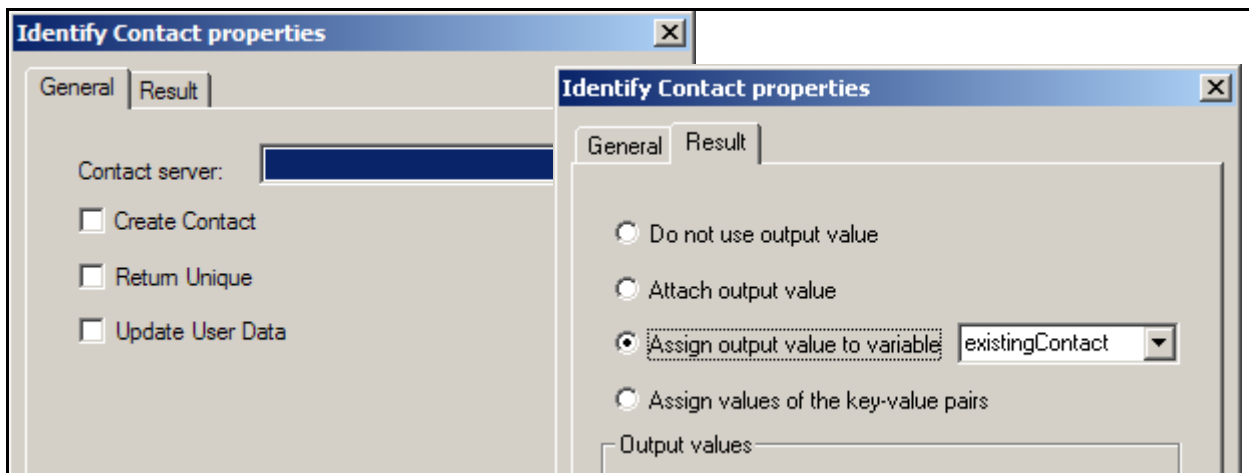 Identify Contact properties
General
Result
Contact server:
Create Contact
Return Unique
Update User Data
Identify Contact properties
General
Result
Do not use output value
Attach output value
Assign output value to variable
existingContact
Assign values of the key-value pairs
Output values